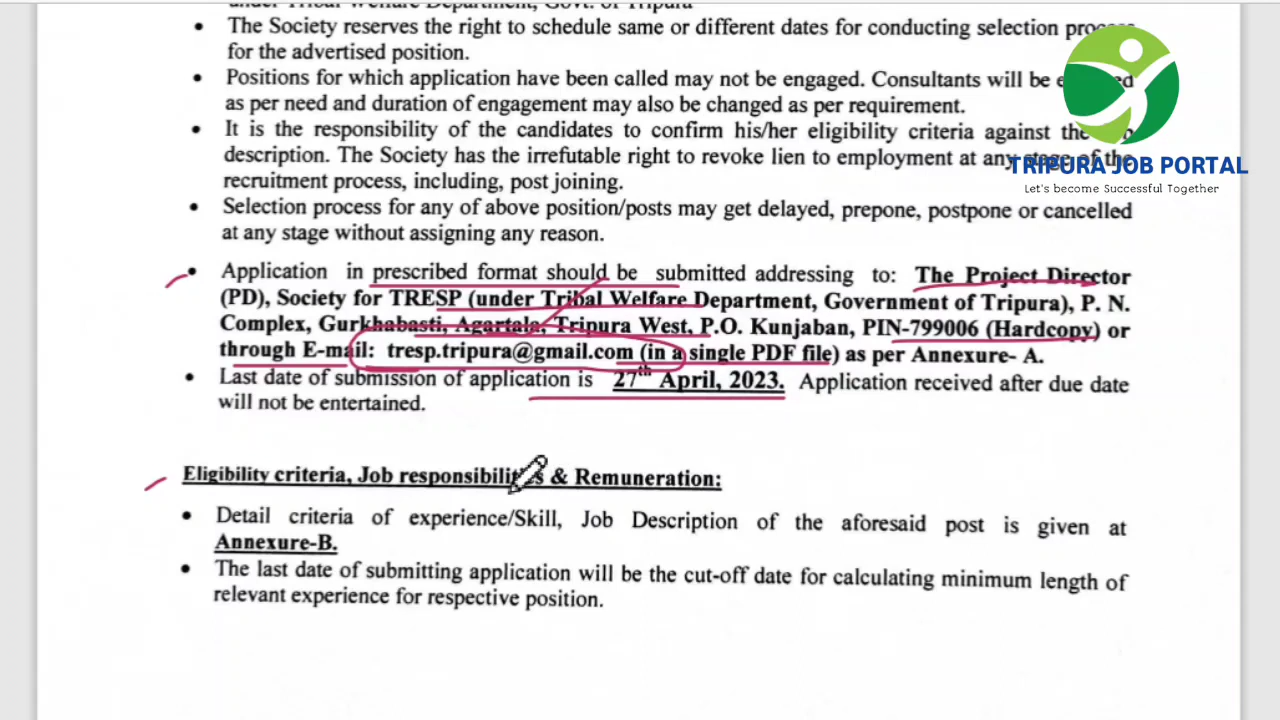 under Tribal Welfare Department, Govt. of Tripura
• The Society reserves the right to schedule same or different dates for conducting selection process
for the advertised position.
• Positions for which application have been called may not be engaged. Consultants will be
as per need and duration of engagement may also be changed as per requirement.
• It is the responsibility of the candidates to confirm his/her eligibility criteria against the
description. The Society has the irrefutable right to revoke lien to employment at any stage of the
recruitment process, including, post joining.
• Selection process for any of above position/posts may get delayed, prepone, postpone or cancelled
at any stage without assigning any reason.
• Application in prescribed format should be submitted addressing to: The Project Director
(PD), Society for TRESP (under Tribal Welfare Department, Government of Tripura), P. N.
Complex, Gurkhabasti, Agartala, Tripura West, P.O. Kunjaban, PIN-799006 (Hardcopy) or
through E-mail: tresp.tripura@gmail.com (in a single PDF file) as per Annexure- A.
• Last date of submission of application is 27th April, 2023. Application received after due date
will not be entertained.
Eligibility criteria, Job responsibilities & Remuneration:
• Detail criteria of experience/Skill, Job Description of the aforesaid post is given at
Annexure-B.
• The last date of submitting application will be the cut-off date for calculating minimum length of
relevant experience for respective position.
TRIPURA JOB PORTAL
Let's become Successful Together